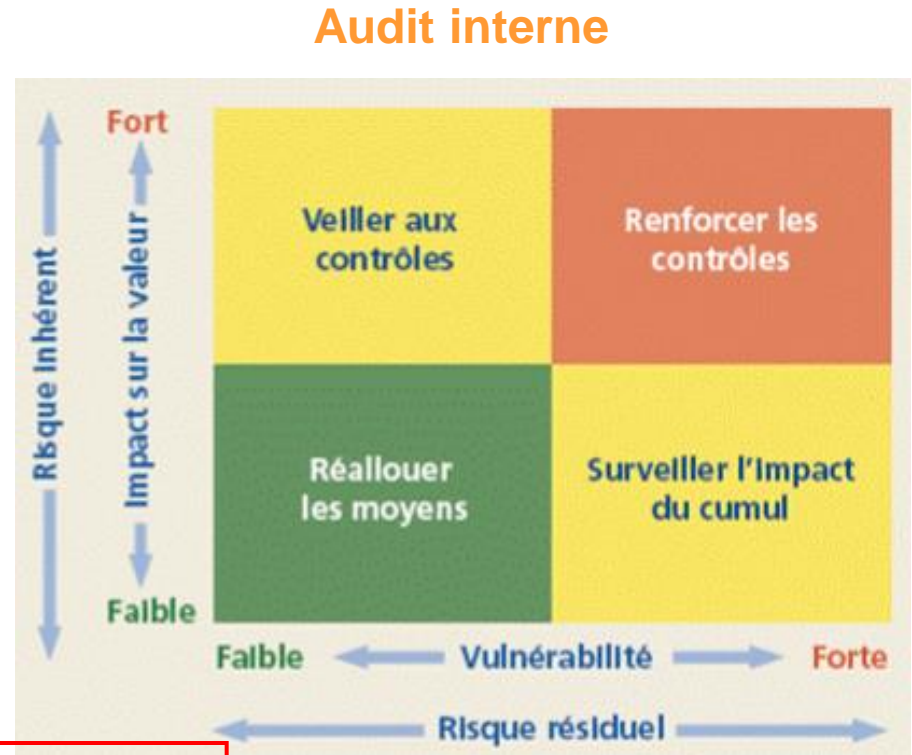 Audit interne
Fort
Veiller aux
contrôles
Renforcer les
contrôles
Risque inhérent
Impact sur la valeur
Réallouer
les moyens
Surveiller l'impact
du cumul
Faible
Faible
Vulnérabilité
Forte
Risque résiduel